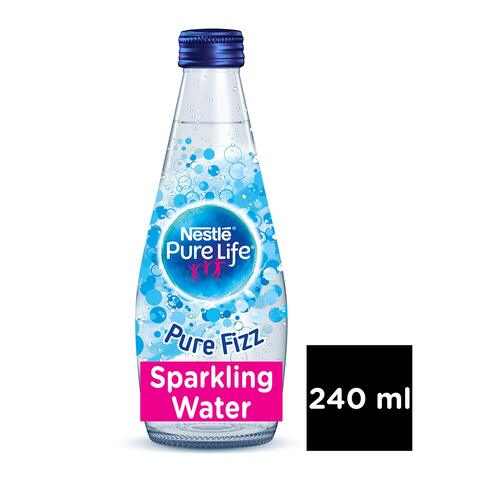 Nestlé®
Pure Life®
Pure Fizz
Sparkling
Water
240 ml